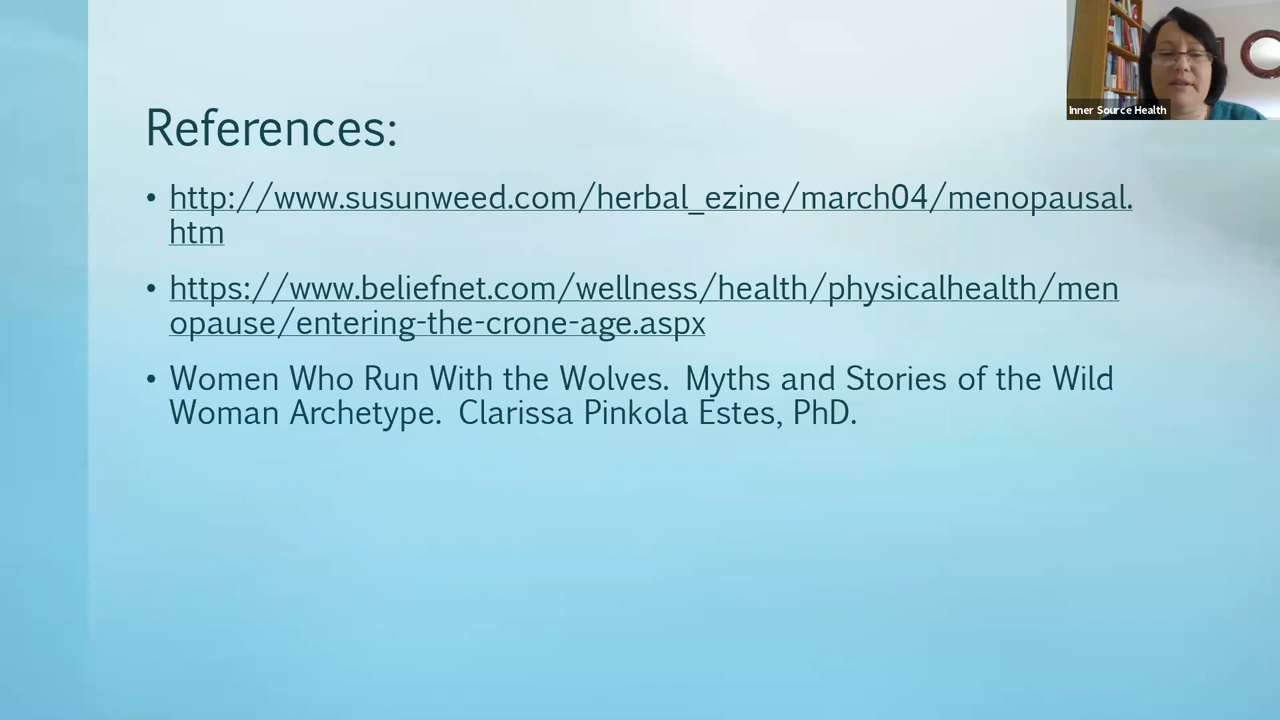 Inner Source Health
References:
• http://www.susunweed.com/herbal_ezine/march04/menopausal.
htm
• https://www.beliefnet.com/wellness/health/physicalhealth/men
opause/entering-the-crone-age.aspx
• Women Who Run With the Wolves.  Myths and Stories of the Wild
Woman Archetype.  Clarissa Pinkola Estes, PhD.